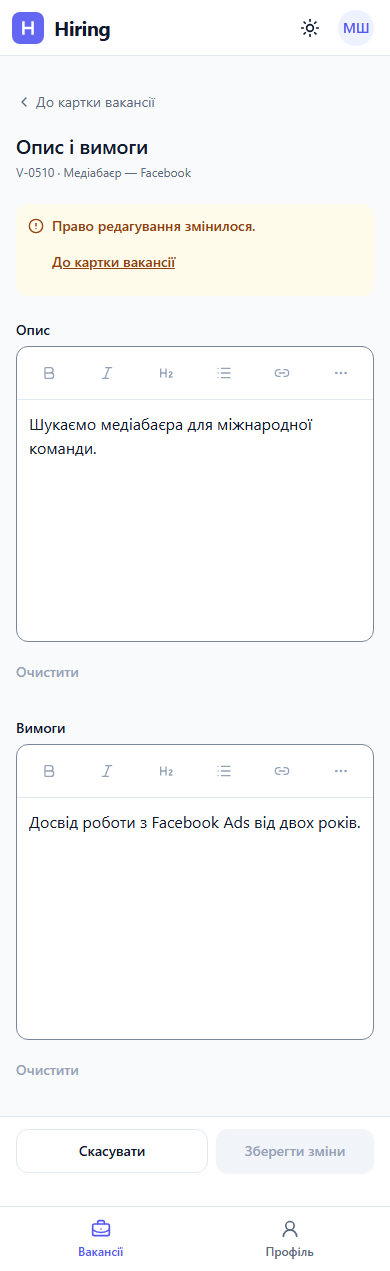 H Hiring
МШ
До картки вакансії
Опис і вимоги
V-0510 · Медіабаєр — Facebook
Право редагування змінилося.
До картки вакансії
Опис
B I H2
Шукаємо медіабаєра для міжнародної
команди.
Очистити
Вимоги
B I H2
Досвід роботи з Facebook Ads від двох років.
Очистити
Скасувати
Зберегти зміни
Вакансії
Профіль